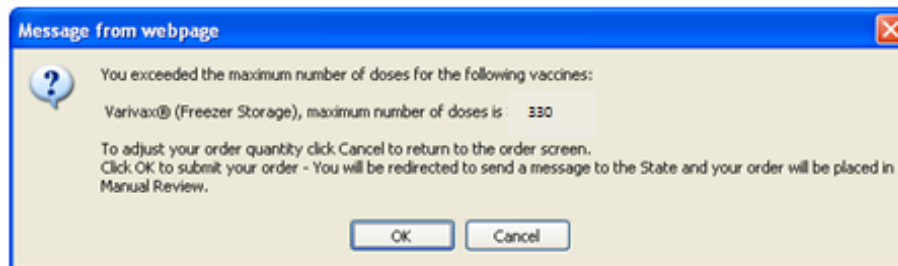 Message from webpage
You exceeded the maximum number of doses for the following vaccines:
Varivax® (Freezer Storage), maximum number of doses is: 330
To adjust your order quantity click Cancel to return to the order screen.
Click OK to submit your order - You will be redirected to send a message to the State and your order will be placed in
Manual Review.
OK
Cancel